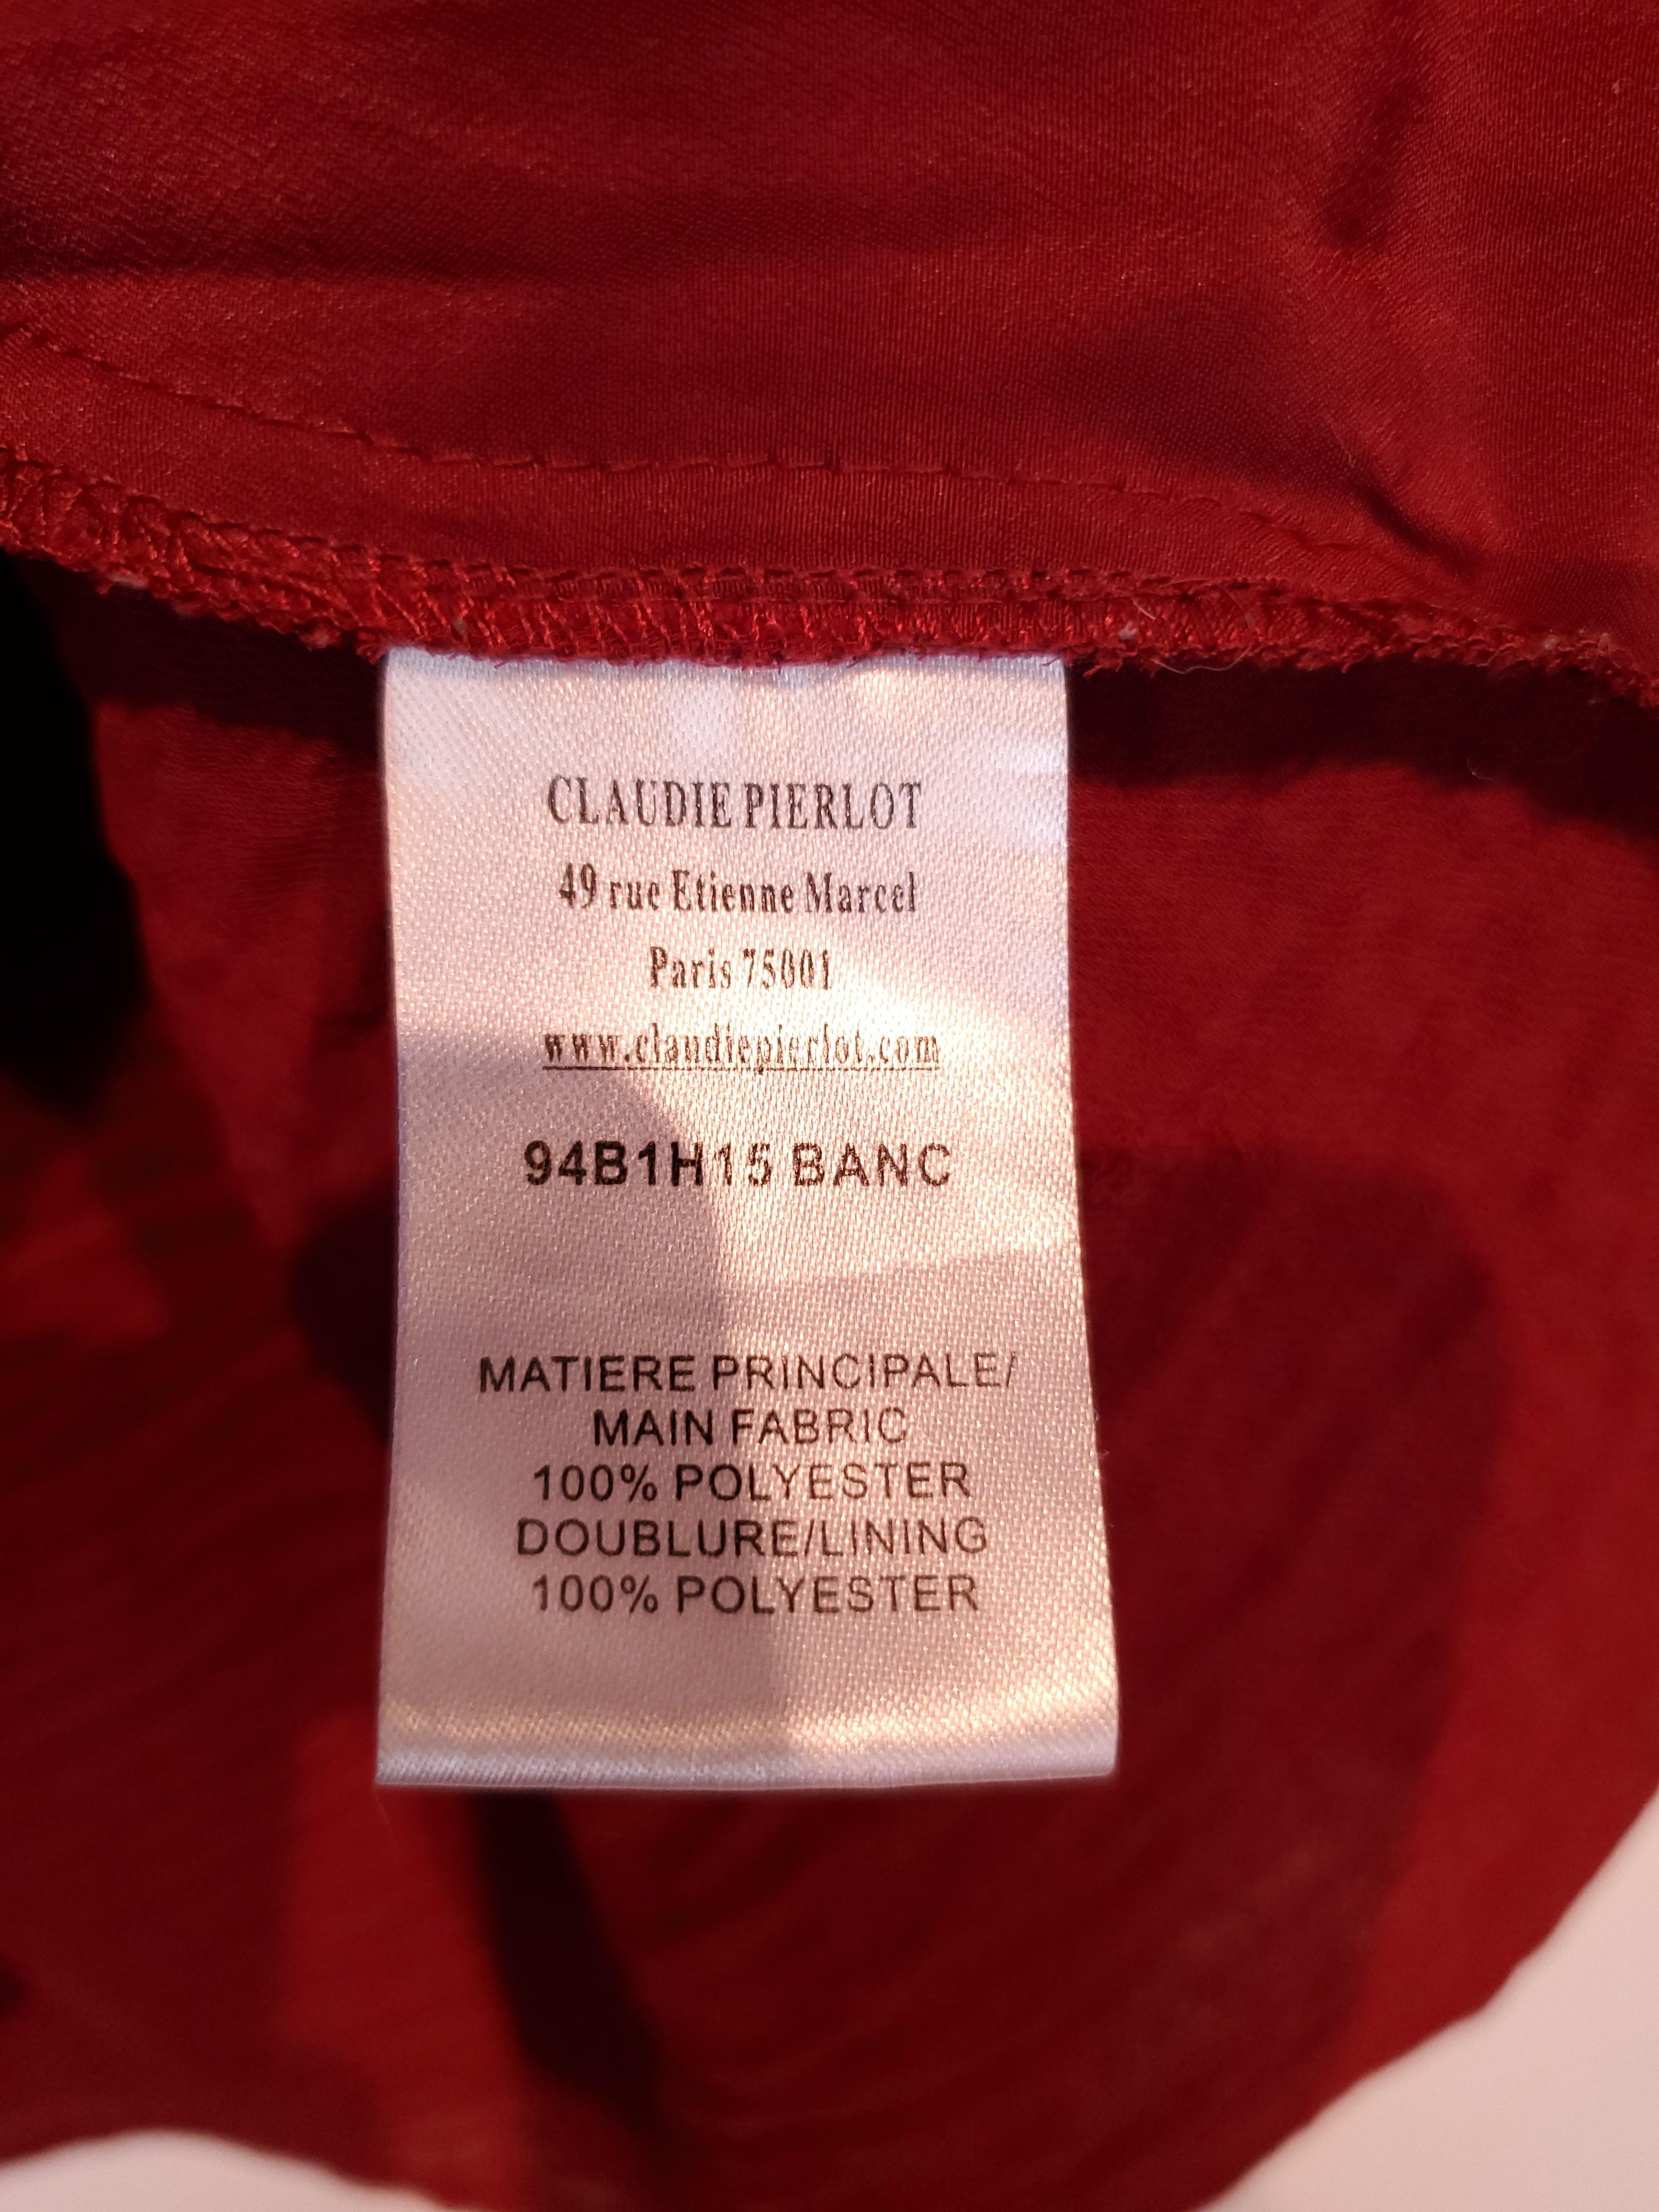 CLAUDIE PIERLOT
49 rue Etienne Marcel
Paris 75001
www.claudiepierlot.com
94B1H15 BANC
MATIERE PRINCIPALE/
MAIN FABRIC
100% POLYESTER
DOUBLURE/LINING
100% POLYESTER